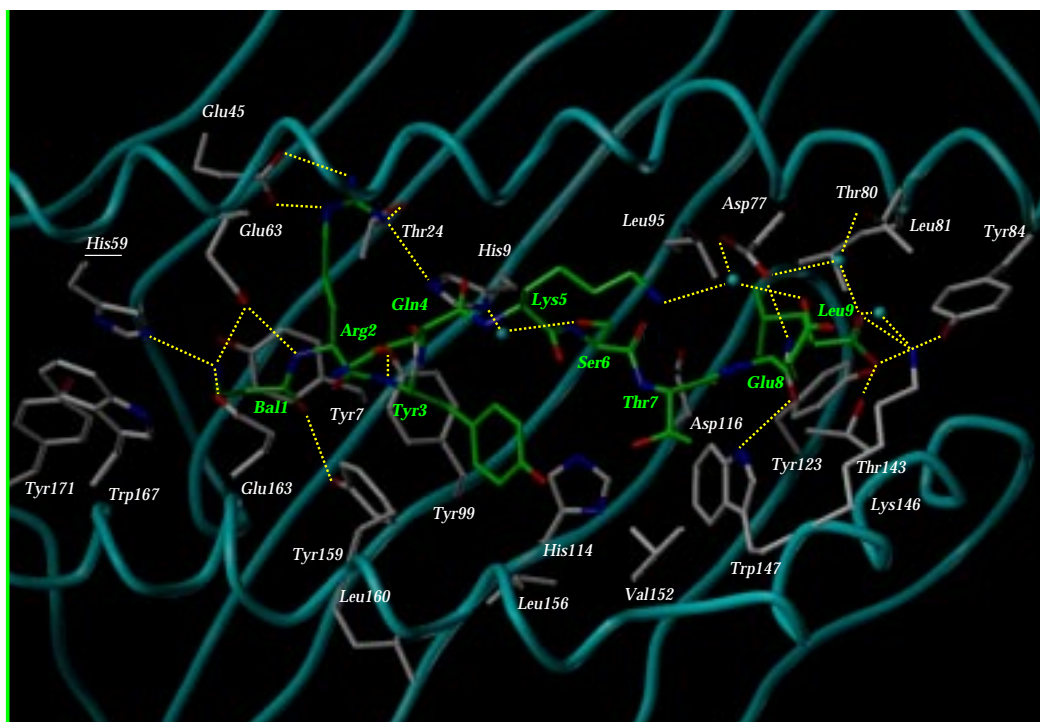 Glu45
Glu63
His59
Thr24
His9
Leu95
Asp77
Thr80
Leu81
Tyr84
Gln4
Lys5
Arg2
Leu9
Ser6
Glu8
Thr7
Bal1
Tyr7
Tyr3
Asp116
Tyr123
Thr143
Lys146
Tyr171
Trp167
Glu163
Tyr99
Tyr159
His114
Trp147
Leu160
Leu156
Val152